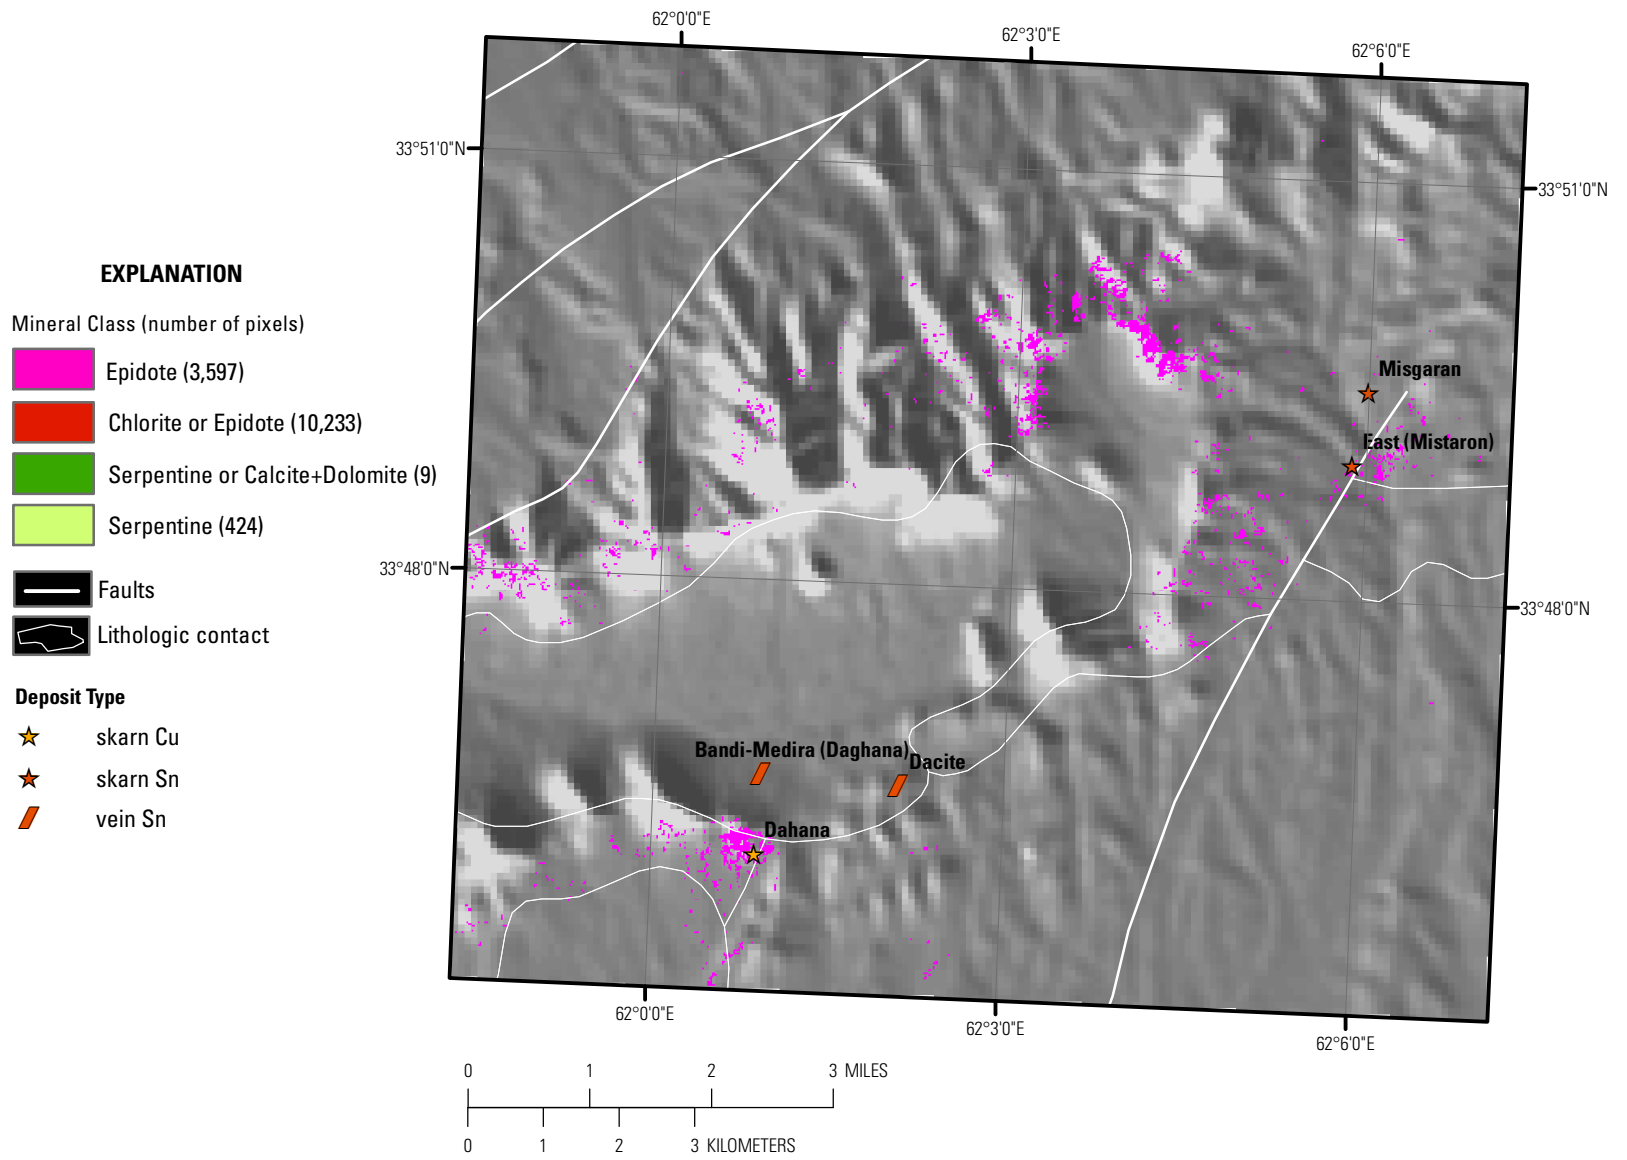 62°0'0"E
62°3'0"E
62°6'0"E
33°51'0"N
33°51'0"N
EXPLANATION
Mineral Class (number of pixels)
Epidote (3,597)
Chlorite or Epidote (10,233)
Serpentine or Calcite+Dolomite (9)
Serpentine (424)
Faults
Lithologic contact
Deposit Type
skarn Cu
skarn Sn
vein Sn
Misgaran
East (Mistaron)
33°48'0"N
33°48'0"N
Bandi-Medira (Daghana)
Dacite
Dahana
62°0'0"E
62°3'0"E
62°6'0"E
0 1 2 3 MILES
0 1 2 3 KILOMETERS